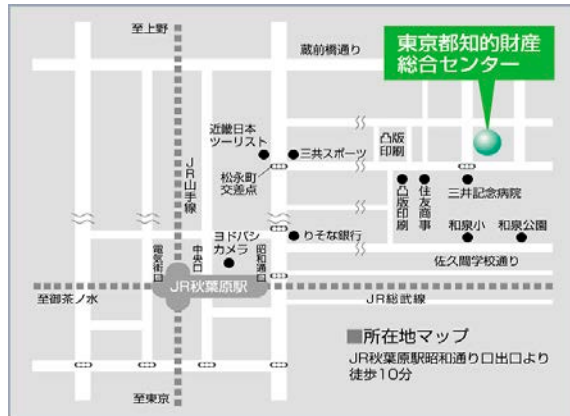 至上野
蔵前橋通り
東京都知的財産
総合センター
近畿日本
ツーリスト
三共スポーツ
凸版
印刷
JR山手線
松永町
交差点
凸版印刷
住友商事
三井記念病院
ヨドバシ
カメラ
りそな銀行
和泉小
和泉公園
電気街口
中央口
昭和通口
佐久間学校通り
JR秋葉原駅
至御茶ノ水
JR総武線
■所在地マップ
JR秋葉原駅昭和通り口出口より
徒歩10分
至東京